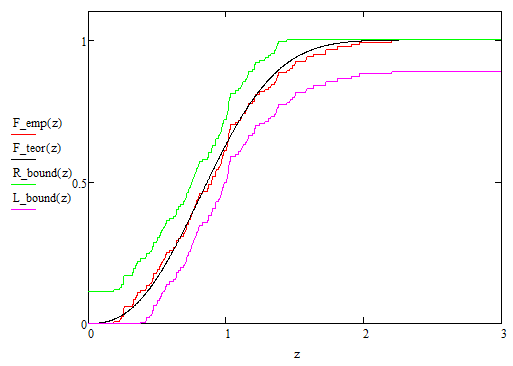 1
F_emp(z)
F_teor(z)
R_bound(z)
0.5
L_bound(z)
0
0
1
2
3
z